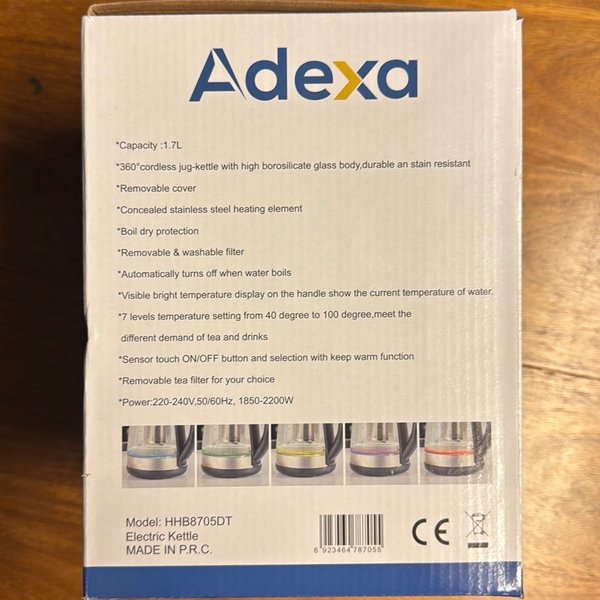 Adexa
*Capacity :1.7L
*360°cordless jug-kettle with high borosilicate glass body,durable an stain resistant
*Removable cover
*Concealed stainless steel heating element
*Boil dry protection
*Removable & washable filter
*Automatically turns off when water boils
*Visible bright temperature display on the handle show the current temperature of water.
*7 levels temperature setting from 40 degree to 100 degree,meet the
different demand of tea and drinks
*Sensor touch ON/OFF button and selection with keep warm function
*Removable tea filter for your choice
*Power:220-240V,50/60Hz, 1850-2200W
Model: HHB8705DT
Electric Kettle
MADE IN P.R.C.
6 923464 787055
CE